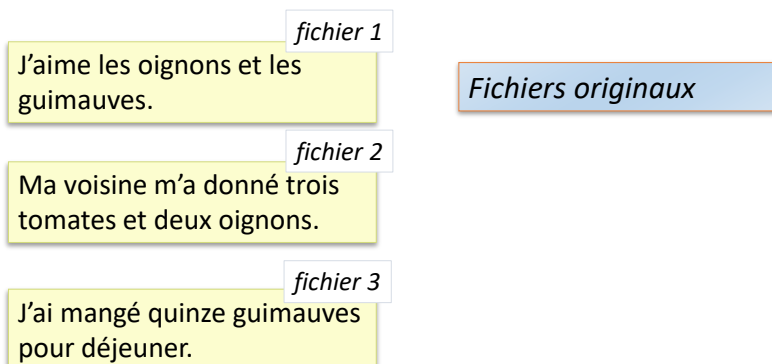 fichier 1
J’aime les oignons et les
guimauves.
Fichiers originaux
fichier 2
Ma voisine m’a donné trois
tomates et deux oignons.
fichier 3
J’ai mangé quinze guimauves
pour déjeuner.